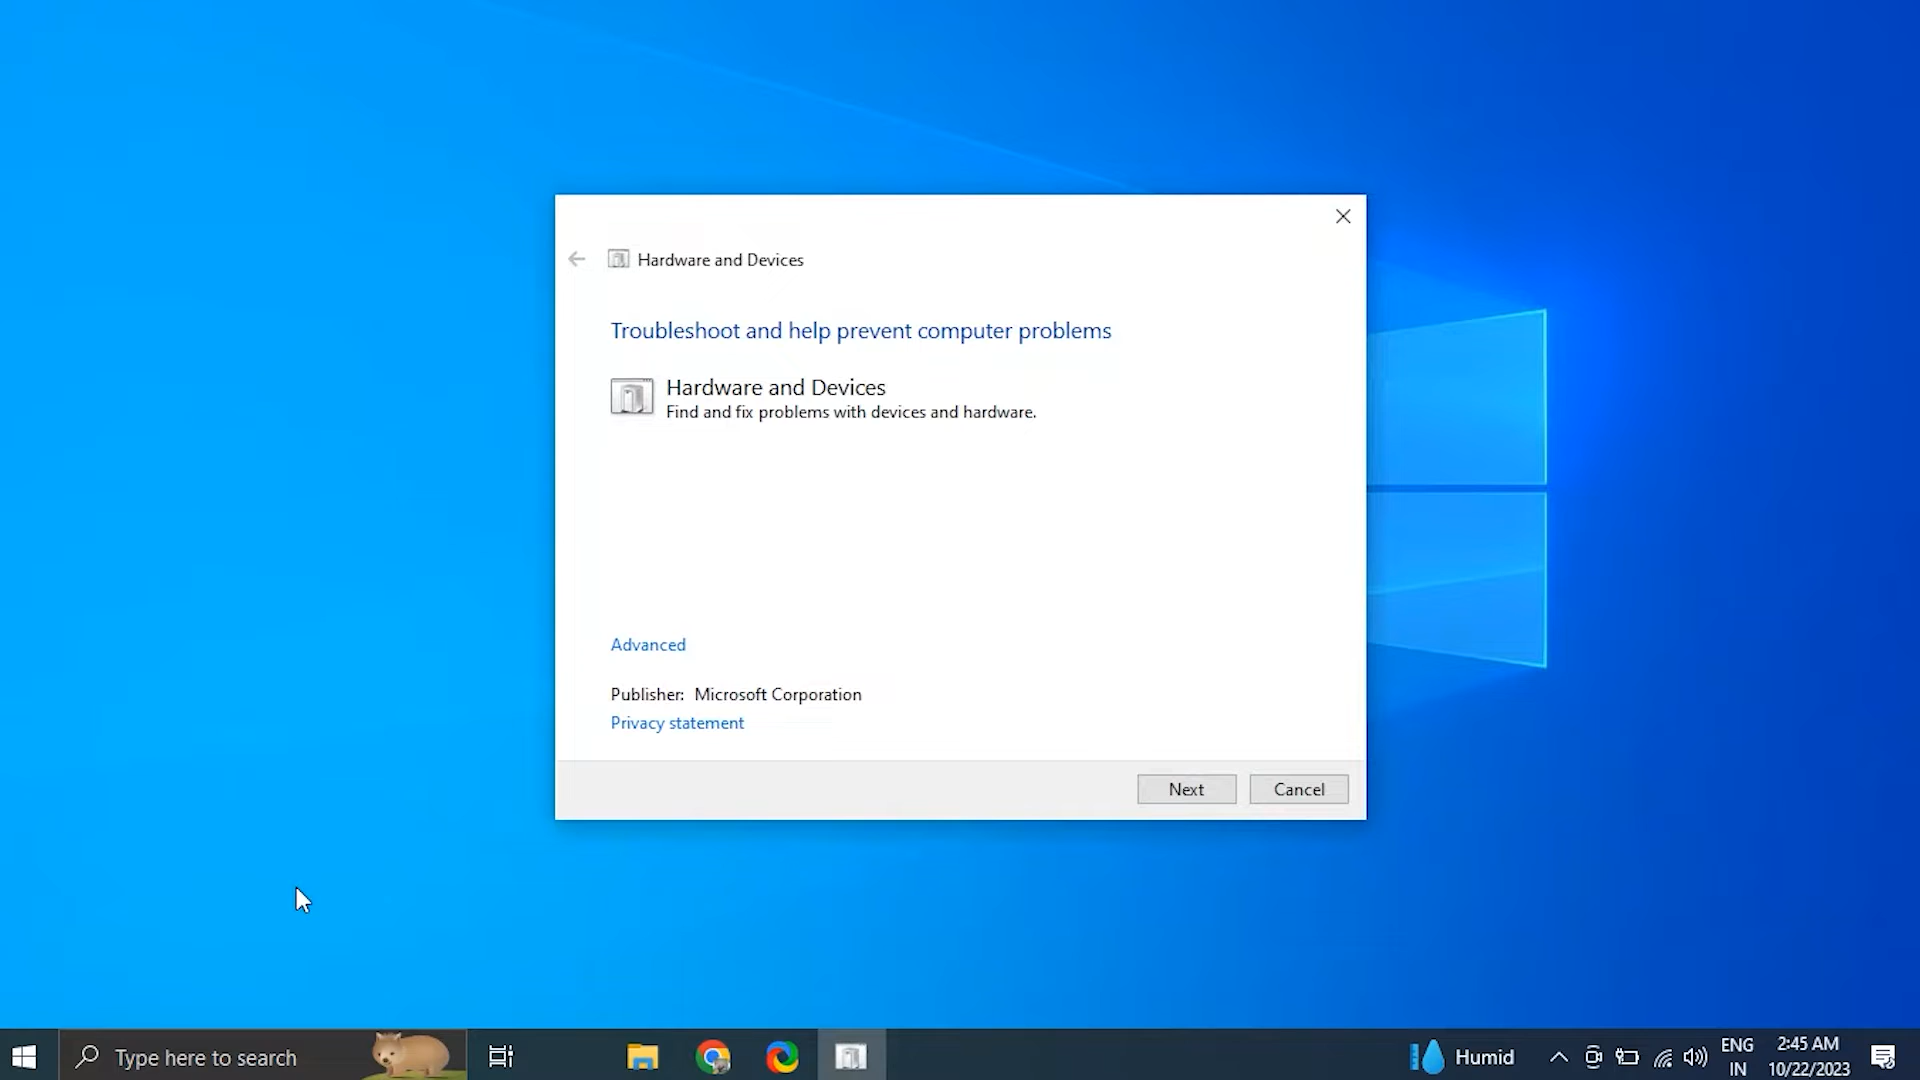 Hardware and Devices
Troubleshoot and help prevent computer problems
Hardware and Devices
Find and fix problems with devices and hardware.
Advanced
Publisher: Microsoft Corporation
Privacy statement
Next Cancel
Type here to search
Humid
ENG
IN
2:45 AM
10/22/2023